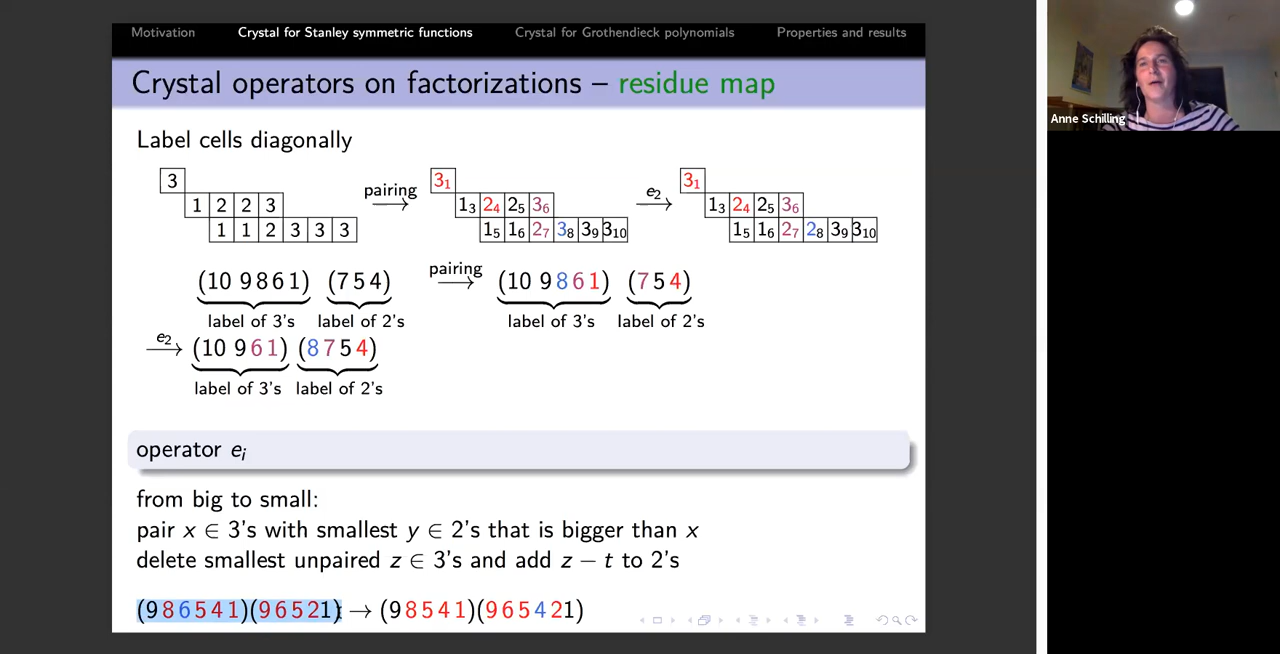 Motivation Crystal for Stanley symmetric functions Crystal for Grothendieck polynomials Properties and results
Anne Schilling
Crystal operators on factorizations – residue map
Label cells diagonally
3 pairing 3₁ e₂ 3₁
1 2 2 3 1₃ 2₄ 2₅ 3₆ 1₃ 2₄ 2₅ 3₆
1 1 2 3 3 3 1₅ 1₆ 2₇ 3₈ 3₉ 3₁₀ 1₅ 1₆ 2₇ 2₈ 3₉ 3₁₀
(10 9 8 6 1) (7 5 4) pairing (10 9 8 6 1) (7 5 4)
label of 3's label of 2's label of 3's label of 2's
e₂ (10 9 6 1) (8 7 5 4)
label of 3's label of 2's
operator eᵢ
from big to small:
pair x ∈ 3's with smallest y ∈ 2's that is bigger than x
delete smallest unpaired z ∈ 3's and add z − t to 2's
(9 8 6 5 4 1)(9 6 5 2 1) → (9 8 5 4 1)(9 6 5 4 2 1)